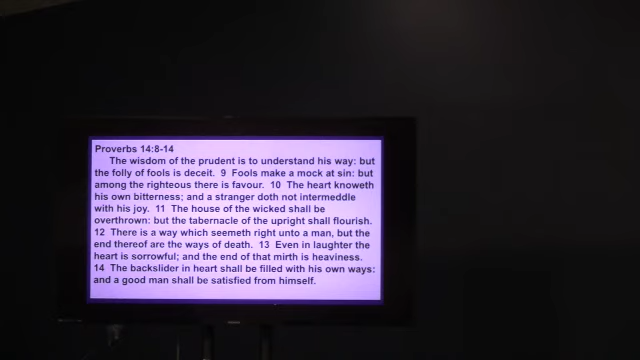 Proverbs 14:8-14
The wisdom of the prudent is to understand his way: but
the folly of fools is deceit. 9 Fools make a mock at sin: but
among the righteous there is favour. 10 The heart knoweth
his own bitterness; and a stranger doth not intermeddle
with his joy. 11 The house of the wicked shall be
overthrown: but the tabernacle of the upright shall flourish.
12 There is a way which seemeth right unto a man, but the
end thereof are the ways of death. 13 Even in laughter the
heart is sorrowful; and the end of that mirth is heaviness.
14 The backslider in heart shall be filled with his own ways:
and a good man shall be satisfied from himself.